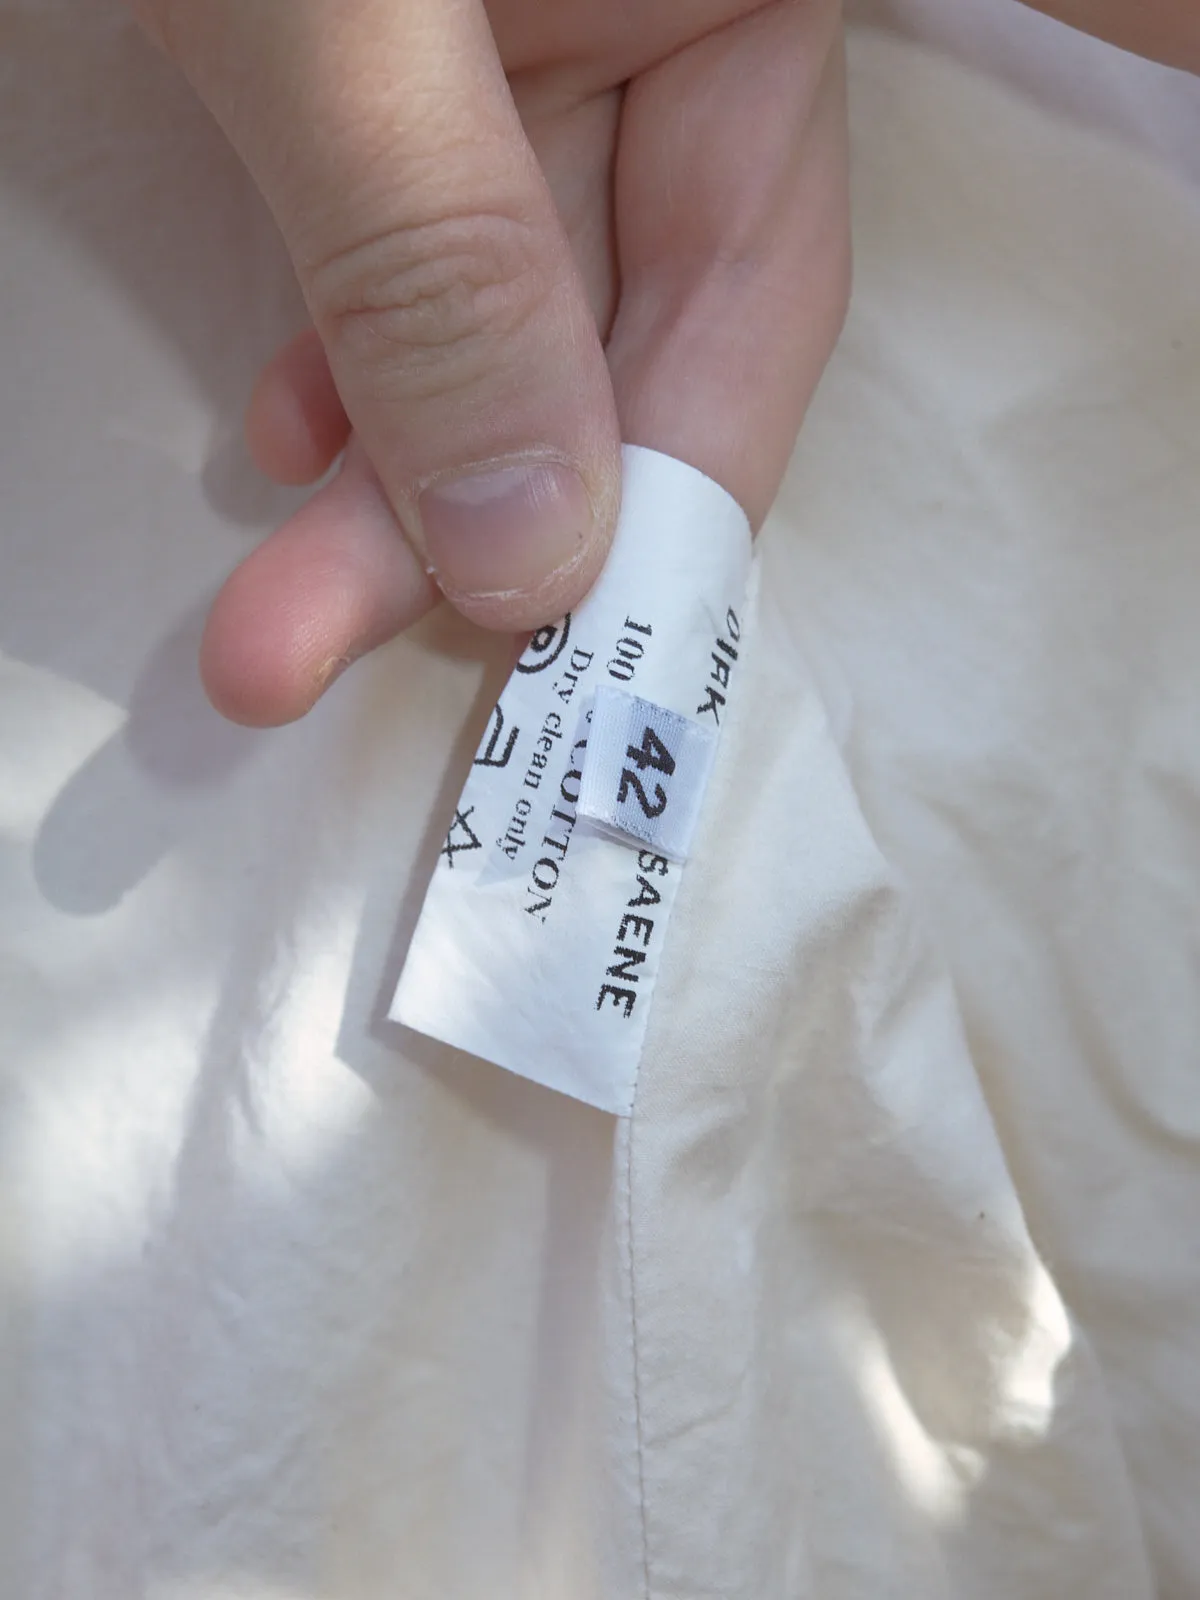 DIRK
SAENE
42
100
COTTON
Dry clean only
P